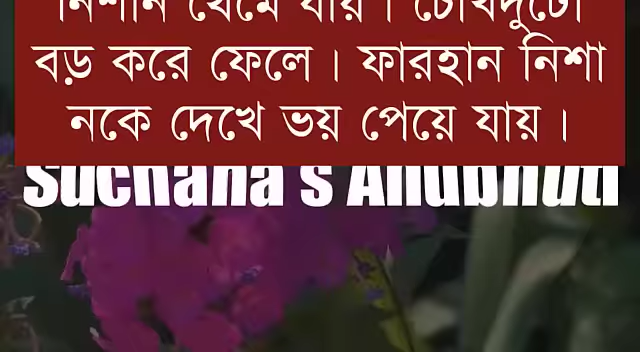 নিশান থেমে যায়। চোখদুটো
বড় করে ফেলে। ফারহান নিশা
নকে দেখে ভয় পেয়ে যায়।
Suchana's Anubhuti